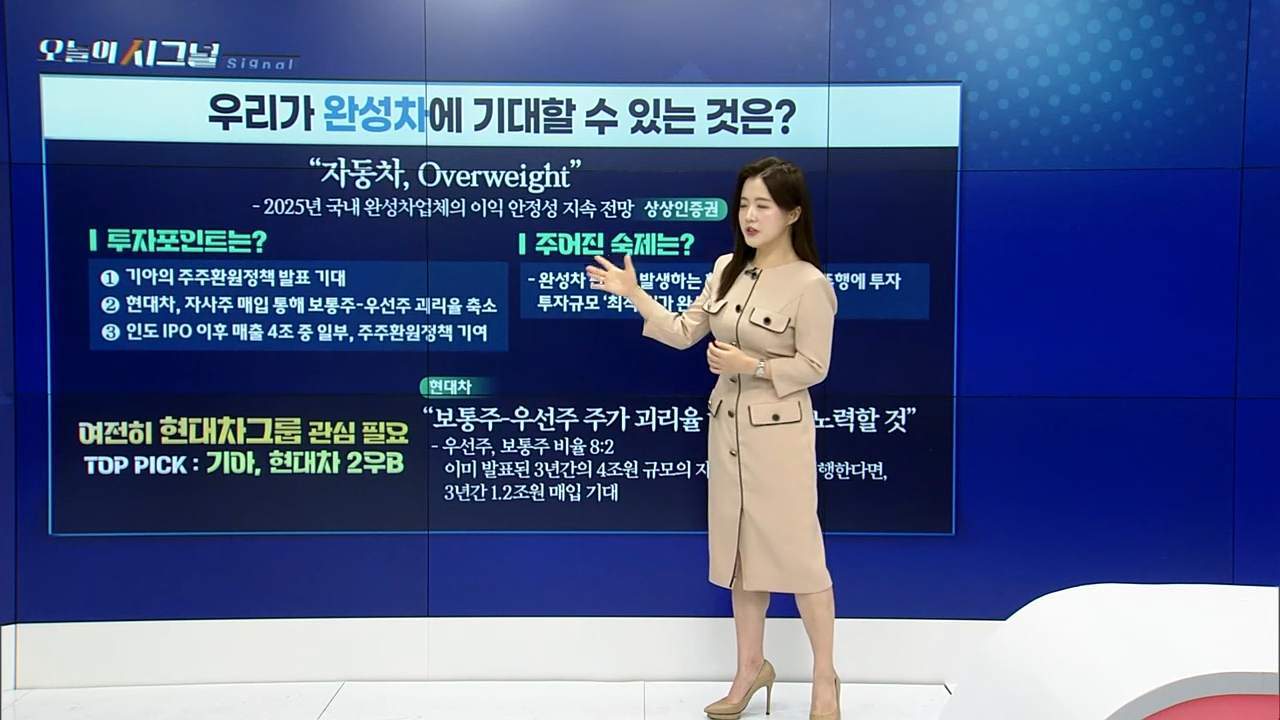 오늘의 시그널
Signal
우리가 완성차에 기대할 수 있는 것은?
“자동차, Overweight”
- 2025년 국내 완성차업체의 이익 안정성 지속 전망 상상인증권
투자포인트는?
① 기아의 주주환원정책 발표 기대
② 현대차, 자사주 매입 통해 보통주-우선주 괴리율 축소
③ 인도 IPO 이후 매출 4조 중 일부, 주주환원정책 기여
주어진 숙제는?
- 완성차 발생하는 투자
투자규모
여전히 현대차그룹 관심 필요
TOP PICK : 기아, 현대차 2우B
현대차
“보통주-우선주 주가 괴리율 노력할 것”
- 우선주, 보통주 비율 8:2
이미 발표된 3년간의 4조원 규모의
3년간 1.2조원 매입 기대